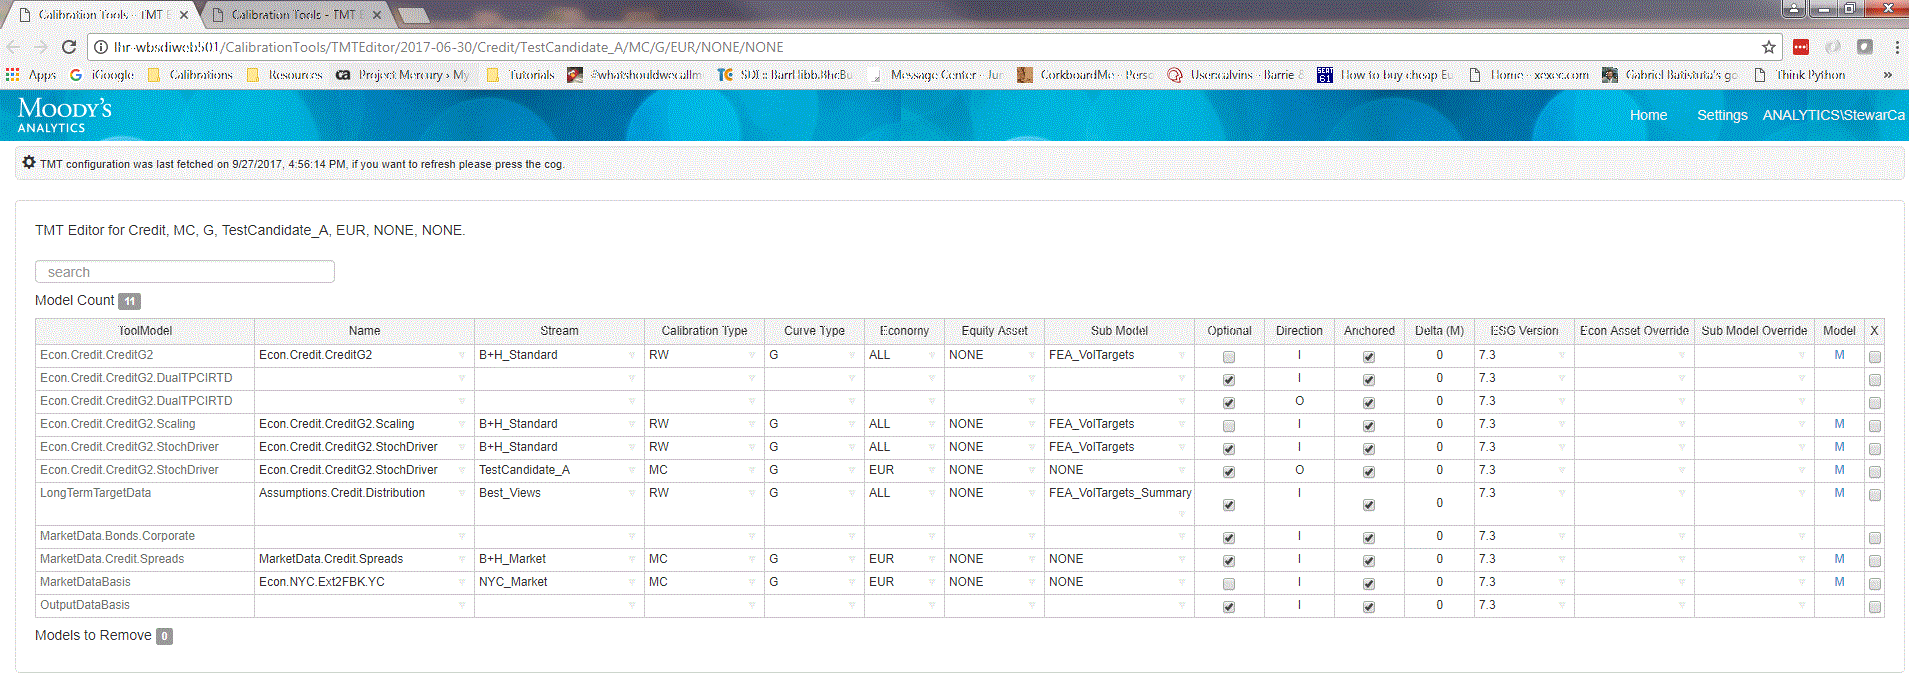 Calibration Tools - TMT E × Calibration Tools - TMT E ×
lhr-wbsdiweb501/CalibrationTools/TMTEditor/2017-06-30/Credit/TestCandidate_A/MC/G/EUR/NONE/NONE
Apps iGoogle Calibrations Resources ca Project Mercury › My Tutorials #whatshouldwecallm TC Message Center - Jun CorkboardMe - Perso Usercalvins - Barrie & SEAT 61 How to buy cheap Eu Home - xexec.com Gabriel Batistuta's go Think Python »
MOODY'S
ANALYTICS
Home Settings ANALYTICS\StewarCa
TMT configuration was last fetched on 9/27/2017, 4:56:14 PM, if you want to refresh please press the cog.
TMT Editor for Credit, MC, G, TestCandidate_A, EUR, NONE, NONE.
search
Model Count 11
ToolModel Name Stream Calibration Type Curve Type Economy Equity Asset Sub Model Optional Direction Anchored Delta (M) ESG Version Econ Asset Override Sub Model Override Model X
Econ.Credit.CreditG2 Econ.Credit.CreditG2 B+H_Standard RW G ALL NONE FEA_VolTargets I 0 7.3 M
Econ.Credit.CreditG2.DualTPCIRTD I 0 7.3
Econ.Credit.CreditG2.DualTPCIRTD O 0 7.3
Econ.Credit.CreditG2.Scaling Econ.Credit.CreditG2.Scaling B+H_Standard RW G ALL NONE FEA_VolTargets I 0 7.3 M
Econ.Credit.CreditG2.StochDriver Econ.Credit.CreditG2.StochDriver B+H_Standard RW G ALL NONE FEA_VolTargets I 0 7.3 M
Econ.Credit.CreditG2.StochDriver Econ.Credit.CreditG2.StochDriver TestCandidate_A MC G EUR NONE NONE O 0 7.3 M
LongTermTargetData Assumptions.Credit.Distribution Best_Views RW G ALL NONE FEA_VolTargets_Summary I 0 7.3 M
MarketData.Bonds.Corporate I 0 7.3
MarketData.Credit.Spreads MarketData.Credit.Spreads B+H_Market MC G EUR NONE NONE I 0 7.3 M
MarketDataBasis Econ.NYC.Ext2FBK.YC NYC_Market MC G EUR NONE NONE I 0 7.3 M
OutputDataBasis I 0 7.3
Models to Remove 0